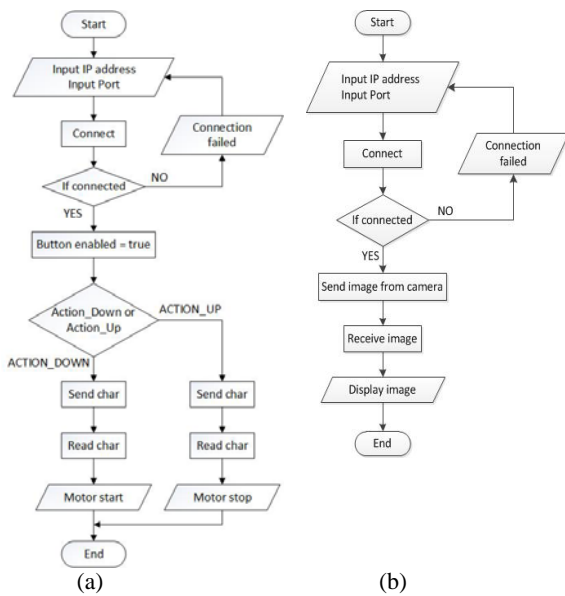 Start
Input IP address
Input Port
Connect
Connection
failed
If connected
NO
YES
Button enabled = true
Action_Down or
Action_Up
ACTION_UP
ACTION_DOWN
Send char
Send char
Read char
Read char
Motor start
Motor stop
End
(a)
Start
Input IP address
Input Port
Connect
Connection
failed
If connected
NO
YES
Send image from camera
Receive image
Display image
End
(b)